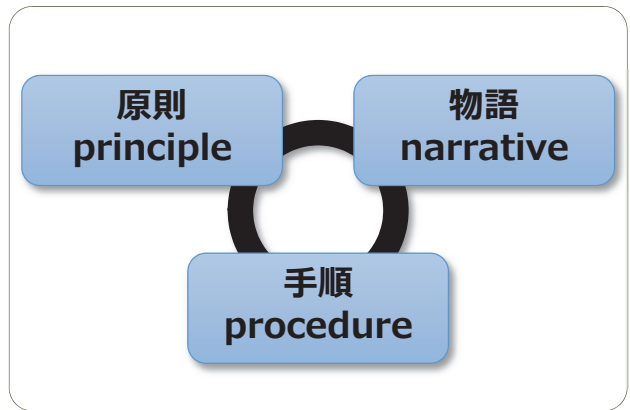 原則
principle
物語
narrative
手順
procedure